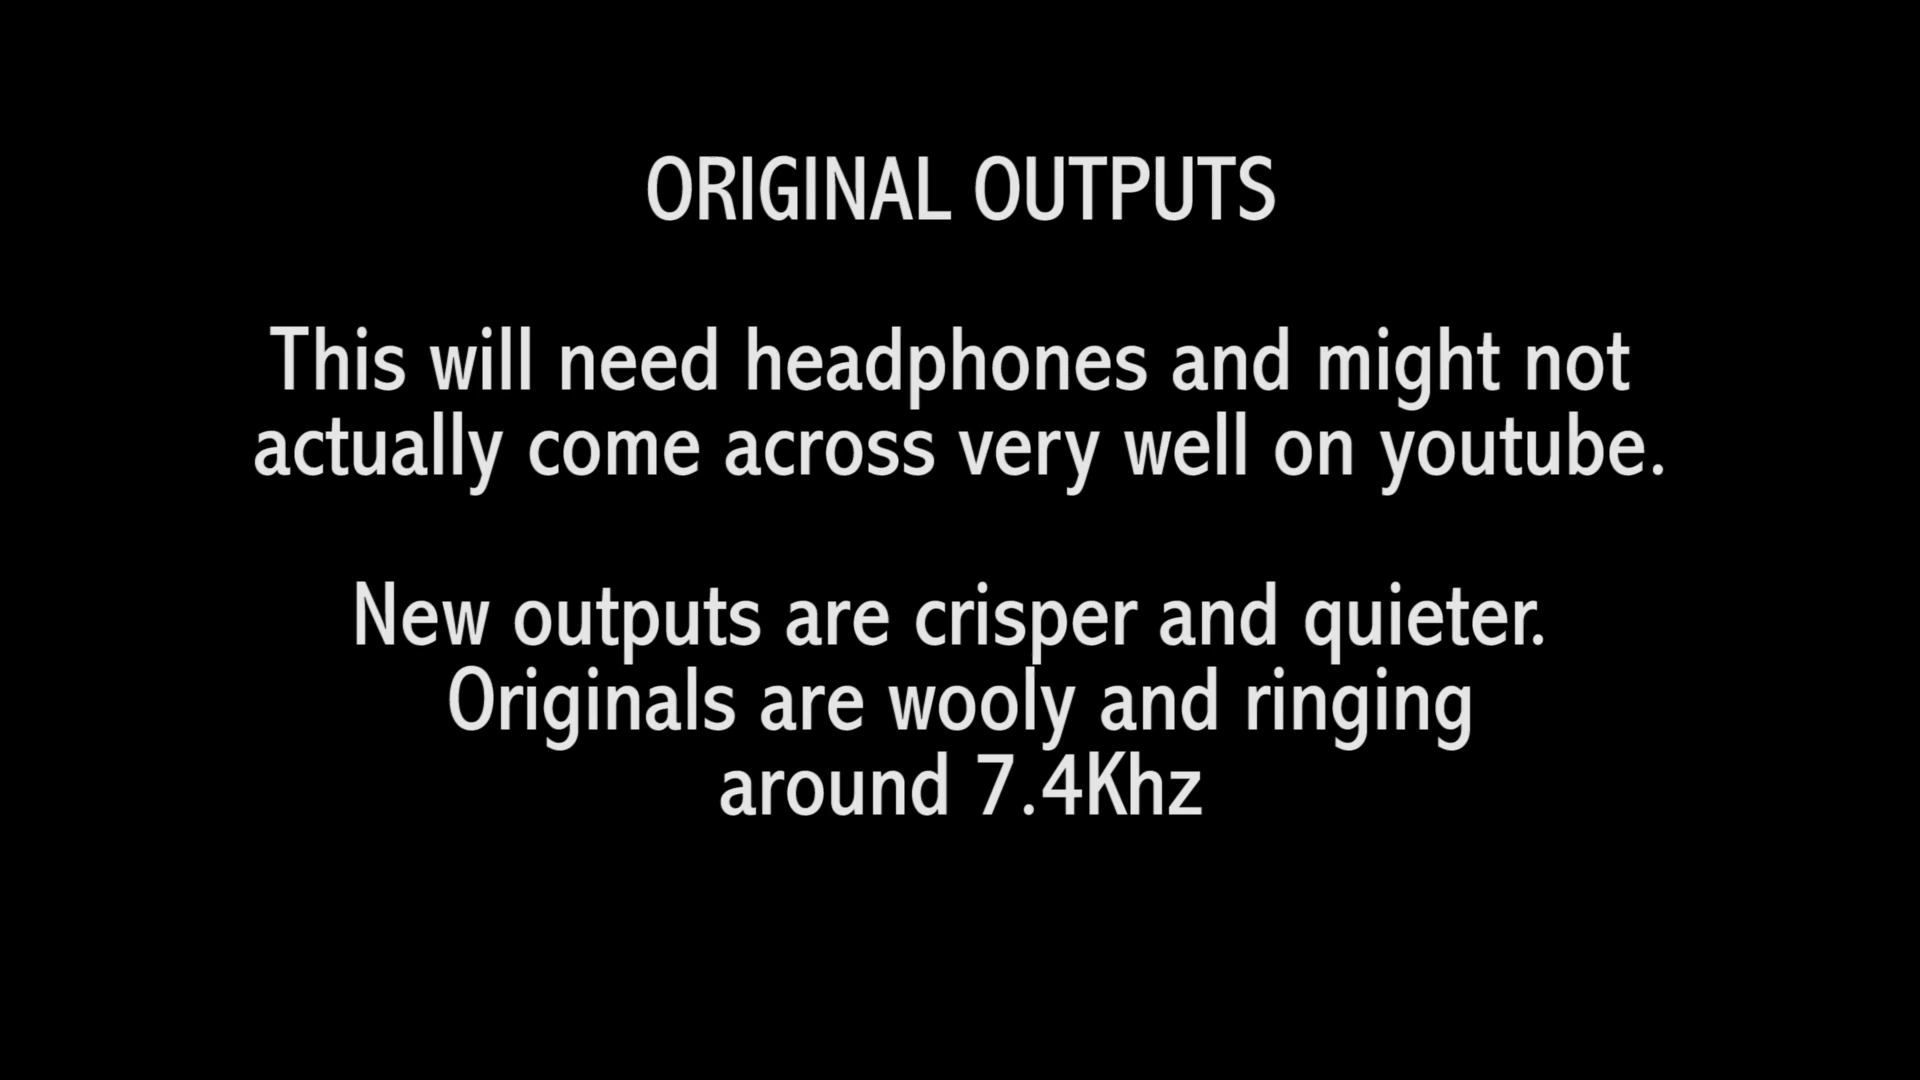 ORIGINAL OUTPUTS
This will need headphones and might not
actually come across very well on youtube.
New outputs are crisper and quieter.
Originals are wooly and ringing
around 7.4Khz